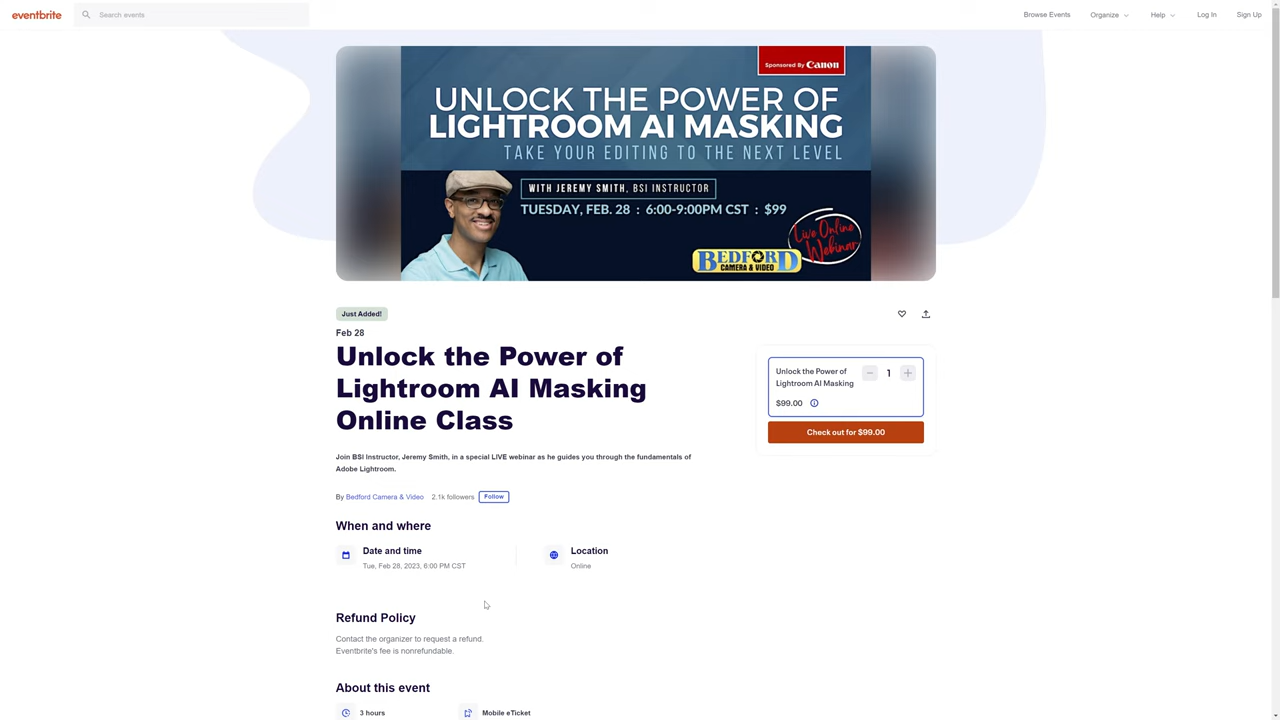 eventbrite
Search events
Browse Events
Organize
Help
Log In
Sign Up
Sponsored By Canon
UNLOCK THE POWER OF
LIGHTROOM AI MASKING
TAKE YOUR EDITING TO THE NEXT LEVEL
WITH JEREMY SMITH, BSI INSTRUCTOR
TUESDAY, FEB. 28 : 6:00-9:00PM CST : $99
Live Online
Webinar
BEDFORD
CAMERA & VIDEO
Just Added!
Feb 28
Unlock the Power of
Lightroom AI Masking
Online Class
Unlock the Power of
Lightroom AI Masking
1
$99.00
Check out for $99.00
Join BSI Instructor, Jeremy Smith, in a special LIVE webinar as he guides you through the fundamentals of
Adobe Lightroom.
By Bedford Camera & Video 2.1k followers Follow
When and where
Date and time
Tue, Feb 28, 2023, 6:00 PM CST
Location
Online
Refund Policy
Contact the organizer to request a refund.
Eventbrite's fee is nonrefundable.
About this event
3 hours
Mobile eTicket